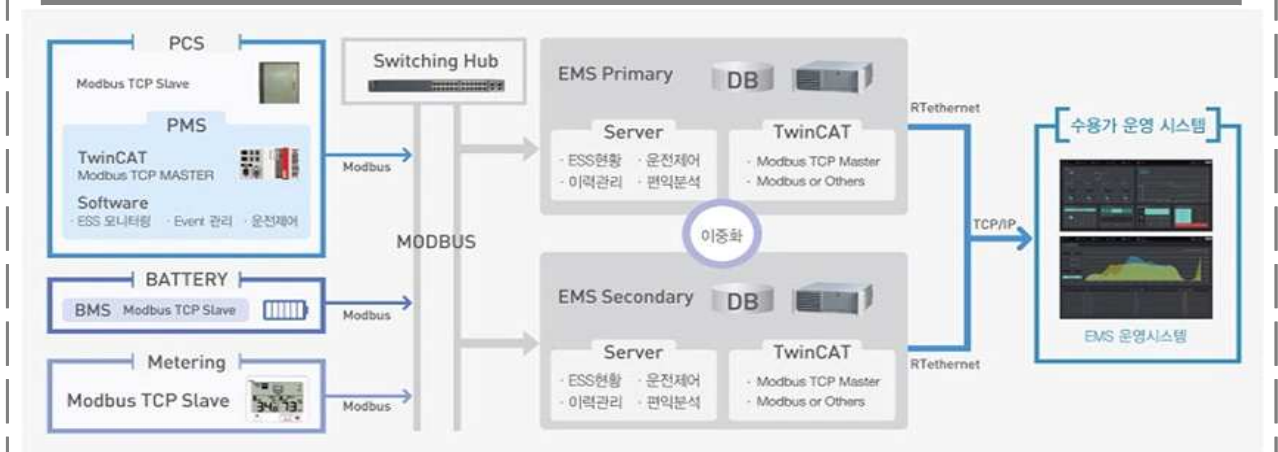 PCS
Modbus TCP Slave
PMS
TwinCAT
Modbus TCP MASTER
Software
· ESS 모니터링 · Event 관리 · 운전제어
Modbus
BATTERY
BMS Modbus TCP Slave
Modbus
Metering
Modbus TCP Slave
Modbus
Switching Hub
MODBUS
EMS Primary
DB
Server
· ESS현황 · 운전제어
· 이력관리 · 편익분석
TwinCAT
· Modbus TCP Master
· Modbus or Others
이중화
EMS Secondary
DB
Server
· ESS현황 · 운전제어
· 이력관리 · 편익분석
TwinCAT
· Modbus TCP Master
· Modbus or Others
RTethernet
TCP/IP
RTethernet
수용가 운영 시스템
EMS 운영시스템